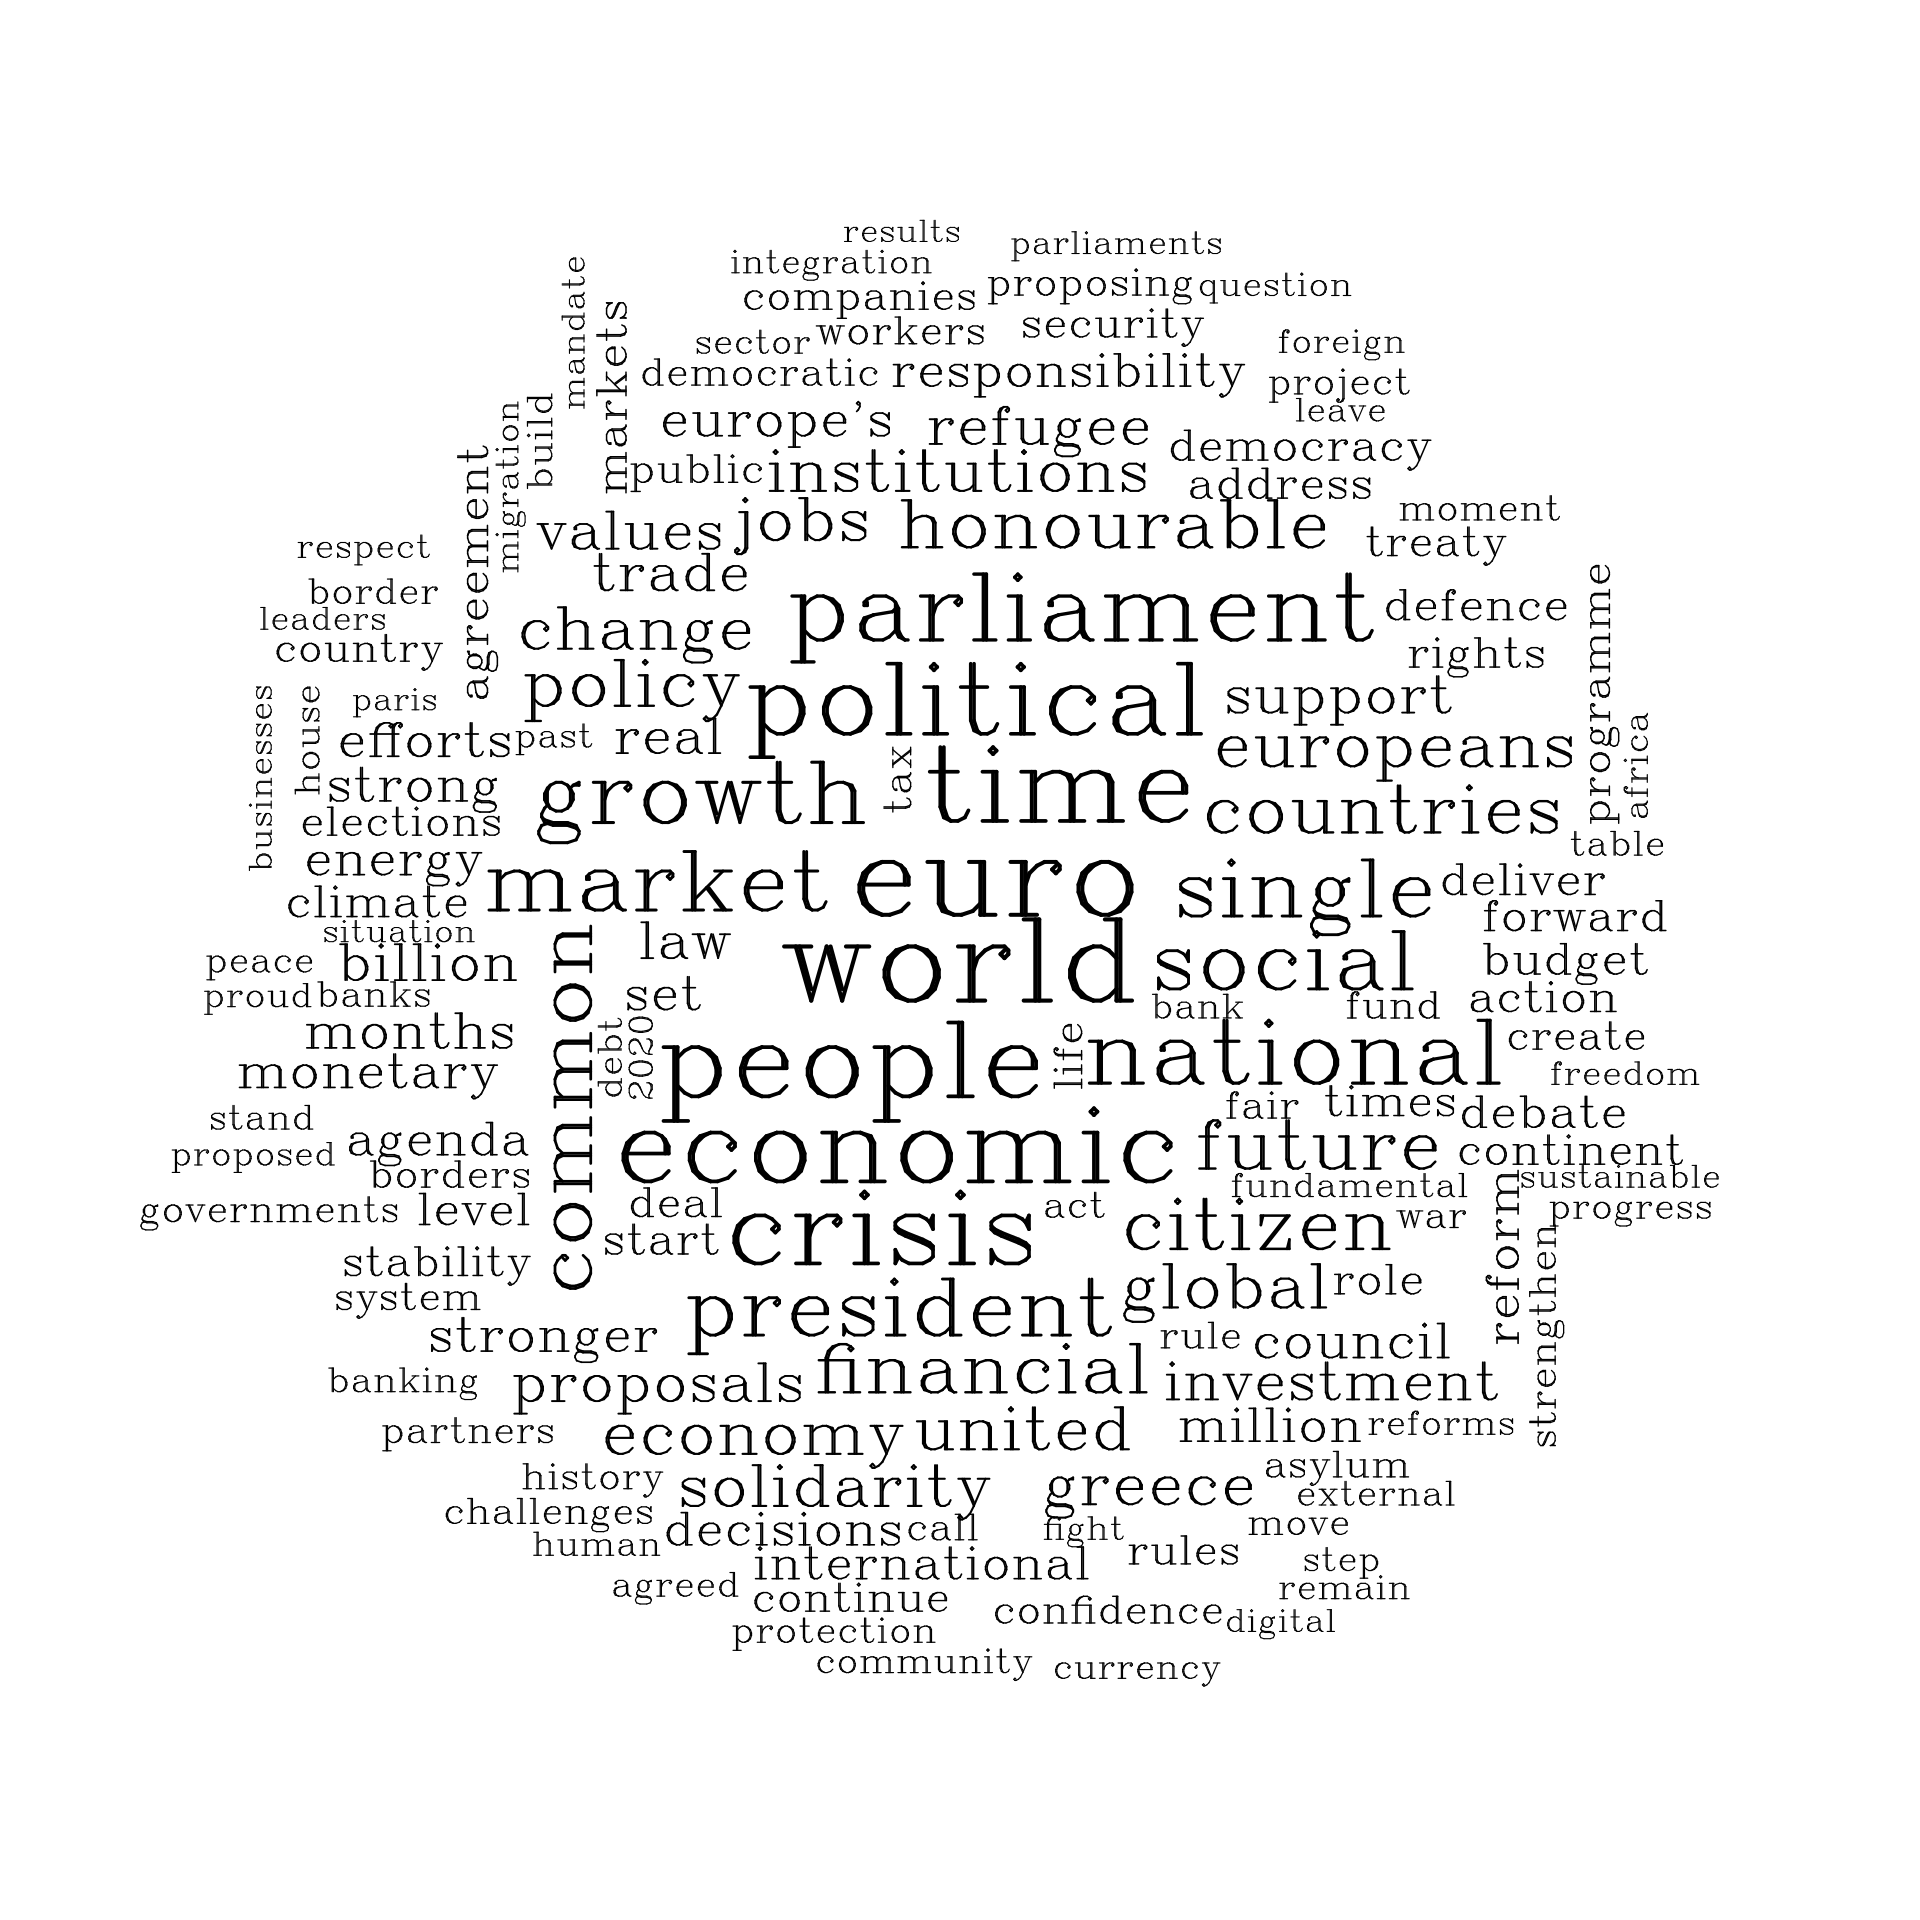 results
parliaments
integration
mandate
companies
proposing
question
markets
workers
security
sector
foreign
democratic
responsibility
project
build
leave
migration
europe's
refugee
democracy
agreement
public
institutions
address
values
jobs
honourable
moment
treaty
respect
trade
border
parliament
defence
programme
leaders
change
country
rights
policy
political
support
businesses
house
paris
efforts
past
real
tax
time
europeans
africa
strong
growth
countries
elections
table
energy
market
euro
single
deliver
climate
forward
situation
common
law
world
social
budget
peace
billion
proud
banks
set
bank
fund
action
months
debt
2020
people
life
national
create
monetary
freedom
stand
fair
times
debate
proposed
agenda
economic
future
continent
borders
fundamental
sustainable
governments
level
deal
act
citizen
war
reform
progress
start
crisis
stability
global
role
strengthen
system
president
stronger
rule
council
banking
proposals
financial
investment
partners
economy
united
million
reforms
history
solidarity
greece
asylum
external
challenges
decisions
call
fight
move
human
international
rules
step
agreed
continue
remain
confidence
digital
protection
community
currency